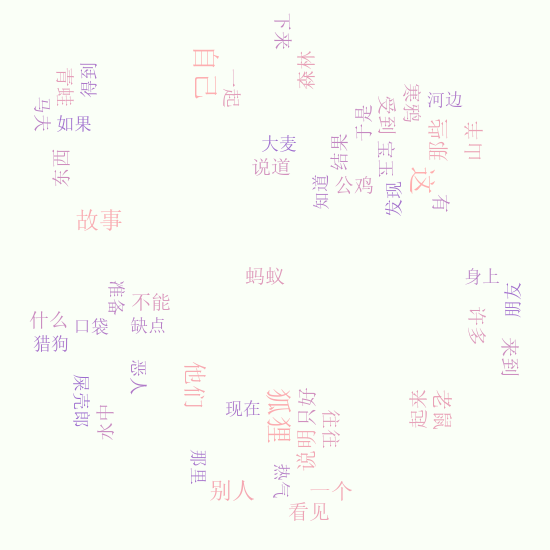 下来
自己
一起
森林
得到
青蛙
马夫
如果
东西
寒鸦
河边
受到
于是
那些
羊巾
大麦
说道
结果
宝玉
知道
公鸡
这
发现
有
故事
蚂蚁
身上
朋友
准备
不能
什么
口袋
缺点
猎狗
许多
来到
恶人
屎壳郎
水中
他们
现在
狐狸
只好
说明
往往
起来
老鼠
那里
热气
别人
一个
看见